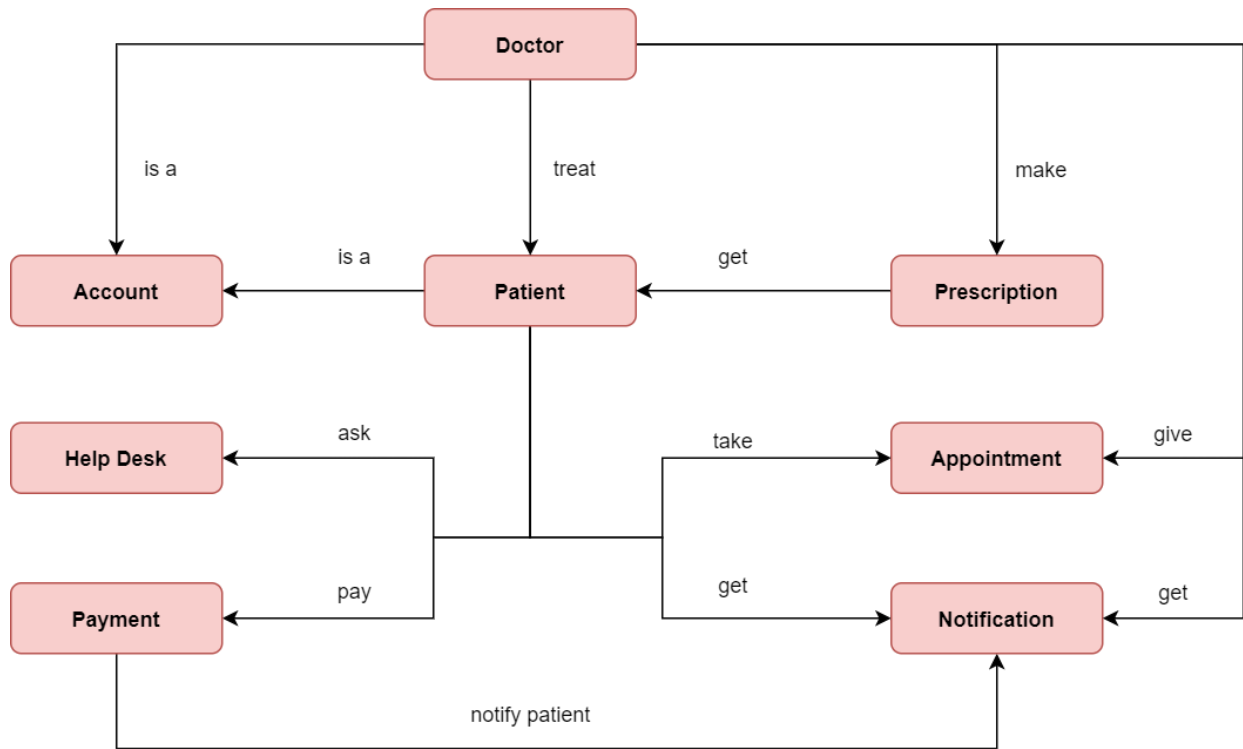 Doctor
is a
treat
make
Account
is a
Patient
get
Prescription
Help Desk
ask
take
Appointment
give
Payment
pay
get
Notification
get
notify patient